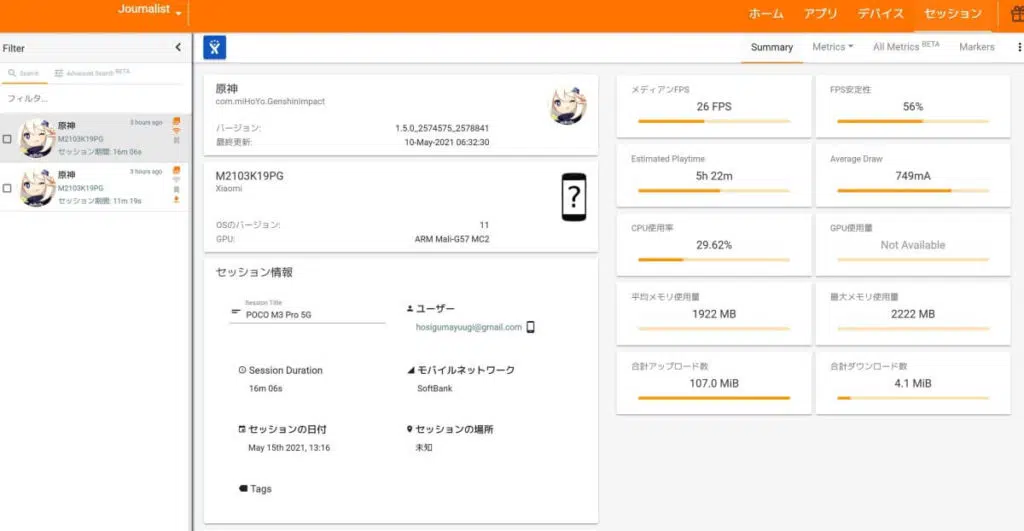 Journalist
ホーム
アプリ
デバイス
セッション
Filter
Search
Advanced Search BETA
フィルタ...
原神
3 hours ago
M2103K19PG
セッション期間: 16m 06s
原神
3 hours ago
M2103K19PG
セッション期間: 11m 19s
Summary
Metrics
All Metrics BETA
Markers
原神
com.miHoYo.GenshinImpact
バージョン: 1.5.0_2574575_2578841
最終更新: 10-May-2021 06:32:30
M2103K19PG
Xiaomi
OSのバージョン: 11
GPU: ARM Mali-G57 MC2
セッション情報
Session Title
POCO M3 Pro 5G
ユーザー
hosigumayuugi@gmail.com
Session Duration
16m 06s
モバイルネットワーク
SoftBank
セッションの日付
May 15th 2021, 13:16
セッションの場所
未知
Tags
メディアンFPS
26 FPS
FPS安定性
56%
Estimated Playtime
5h 22m
Average Draw
749mA
CPU使用率
29.62%
GPU使用量
Not Available
平均メモリ使用量
1922 MB
最大メモリ使用量
2222 MB
合計アップロード数
107.0 MiB
合計ダウンロード数
4.1 MiB